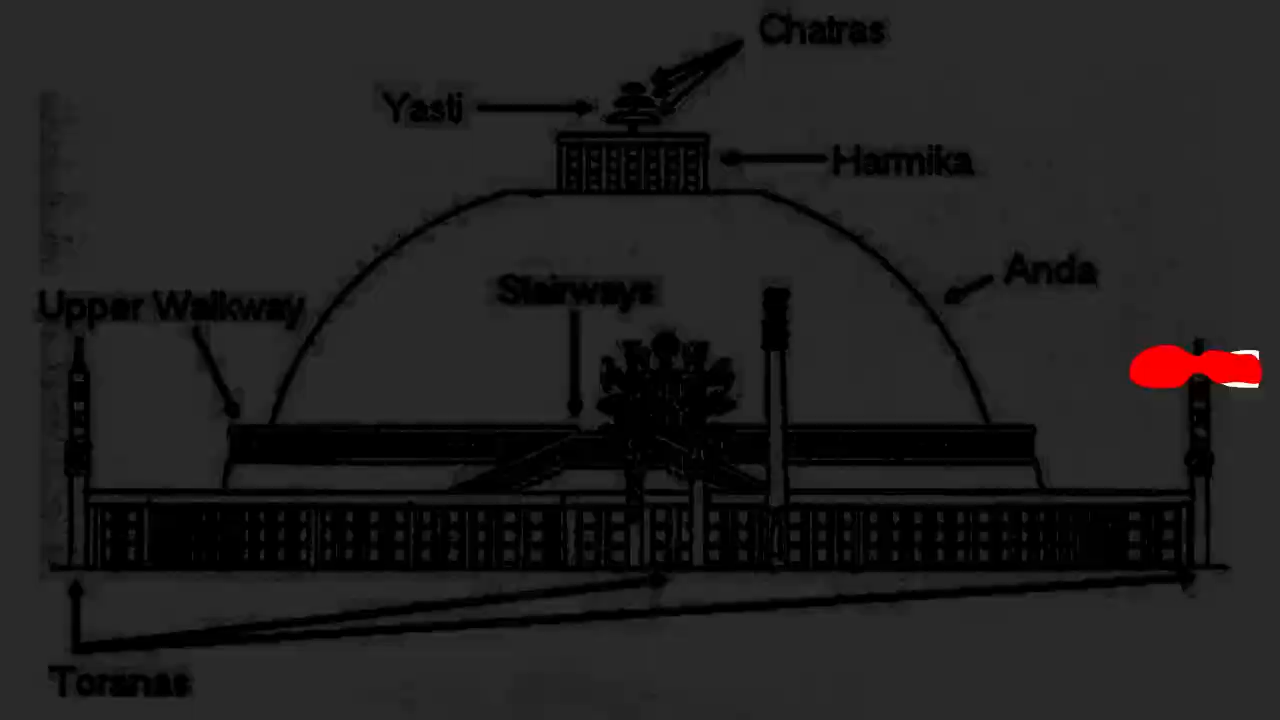 Chatras
Yasti
Harmika
Anda
Stairways
Upper Walkway
Toranas